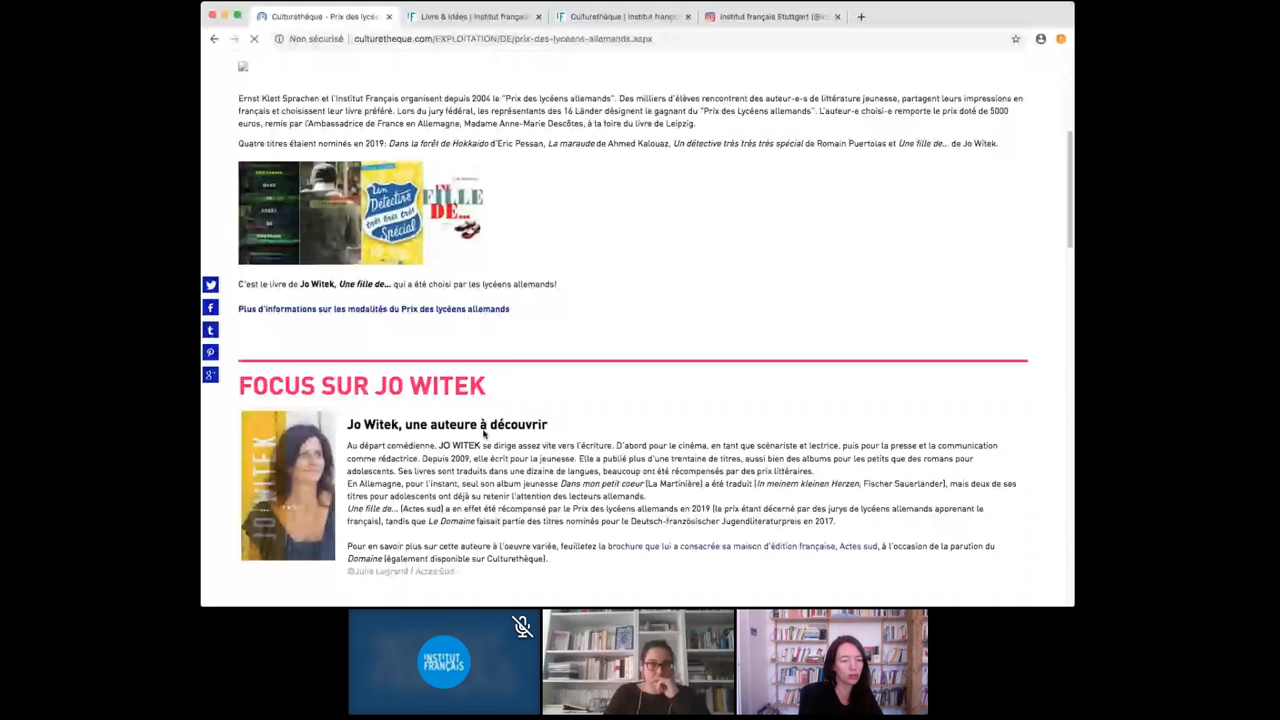 Culturethèque - Prix des lycée
Livre & Idées | Institut français
Culturethèque | Institut franç
Institut français Stuttgart (@in
Non sécurisé
culturetheque.com/EXPLOITATION/DE/prix-des-lyceens-allemands.aspx
Ernst Klett Sprachen et l'Institut Français organisent depuis 2004 le "Prix des lycéens allemands". Des milliers d'élèves rencontrent des auteur-e-s de littérature jeunesse, partagent leurs impressions en
français et choisissent leur livre préféré. Lors du jury fédéral, les représentants des 16 Länder désignent le gagnant du "Prix des Lycéens allemands". L'auteur-e choisi-e remporte le prix doté de 5000
euros, remis par l'Ambassadrice de France en Allemagne, Madame Anne-Marie Descôtes, à la foire du livre de Leipzig.
Quatre titres étaient nominés en 2019: Dans la forêt de Hokkaido d'Eric Pessan, La maraude de Ahmed Kalouaz, Un détective très très très spécial de Romain Puertolas et Une fille de... de Jo Witek.
Un
Détective
très très très
Spécial
UNE
FILLE
DE...
C'est le livre de Jo Witek, Une fille de... qui a été choisi par les lycéens allemands!
Plus d'informations sur les modalités du Prix des lycéens allemands
FOCUS SUR JO WITEK
JO WITEK
Jo Witek, une auteure à découvrir
Au départ comédienne, JO WITEK se dirige assez vite vers l'écriture. D'abord pour le cinéma, en tant que scénariste et lectrice, puis pour la presse et la communication
comme rédactrice. Depuis 2009, elle écrit pour la jeunesse. Elle a publié plus d'une trentaine de titres, aussi bien des albums pour les petits que des romans pour
adolescents. Ses livres sont traduits dans une dizaine de langues, beaucoup ont été récompensés par des prix littéraires.
En Allemagne, pour l'instant, seul son album jeunesse Dans mon petit coeur (La Martinière) a été traduit (In meinem kleinen Herzen, Fischer Sauerländer), mais deux de ses
titres pour adolescents ont déjà su retenir l'attention des lecteurs allemands.
Une fille de... (Actes sud) a en effet été récompensé par le Prix des lycéens allemands en 2019 (le prix étant décerné par des jurys de lycéens allemands apprenant le
français), tandis que Le Domaine faisait partie des titres nominés pour le Deutsch-französischer Jugendliteraturpreis en 2017.
Pour en savoir plus sur cette auteure à l'oeuvre variée, feuilletez la brochure que lui a consacrée sa maison d'édition française, Actes sud, à l'occasion de la parution du
Domaine (également disponible sur Culturethèque).
©Julie Legrand / Actes Sud
INSTITUT
FRANÇAIS